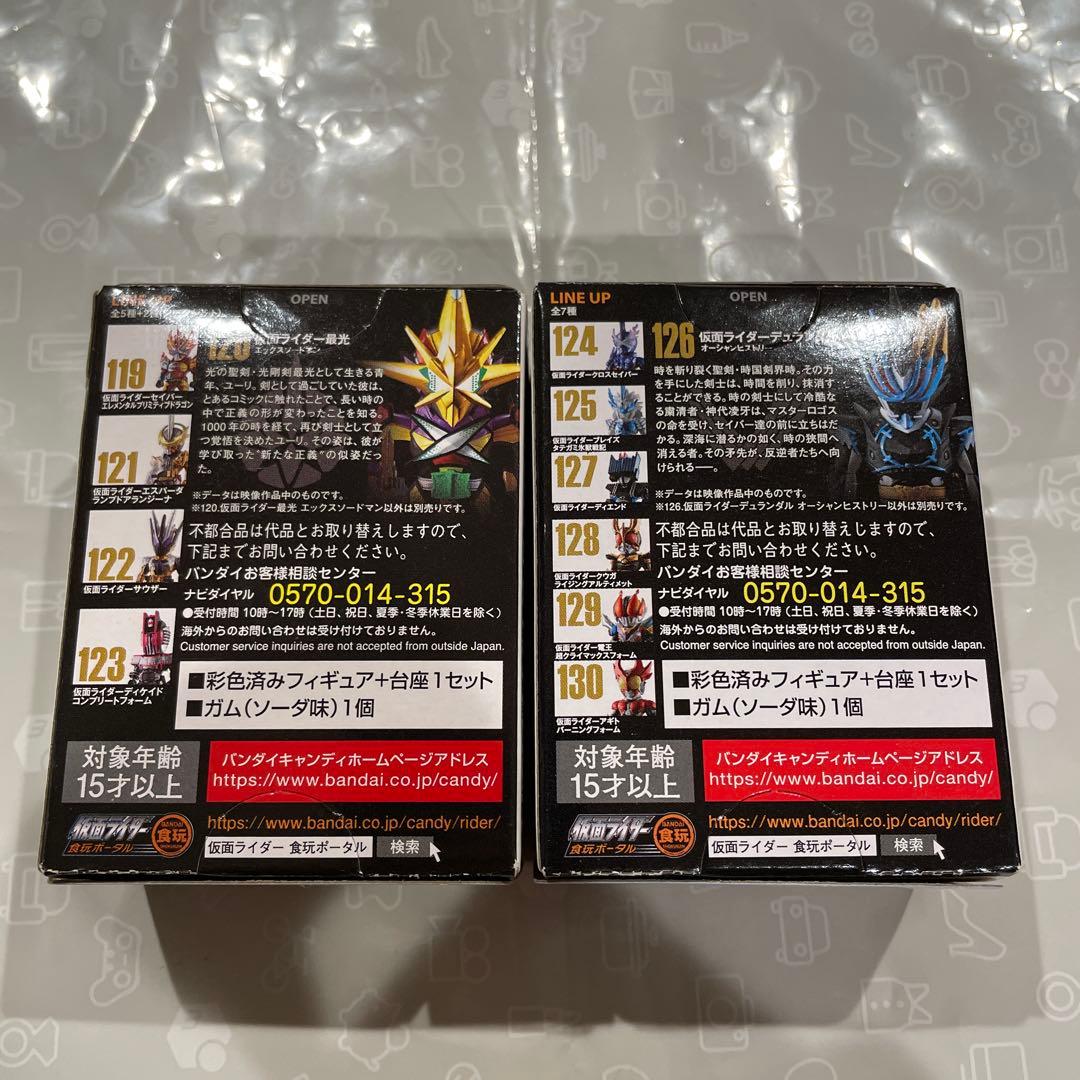 LINE UP
OPEN
全5種+2
119
仮面ライダーセイバー
エレメンタルプリミティブドラゴン
121
仮面ライダーエスパーダ
ランプドアランジーナ
122
仮面ライダーサウザー
123
仮面ライダーディケイド
コンプリートフォーム
120
仮面ライダー最光
エックスソードマン
光の聖剣・光剛剣最光として生きる青
年、ユーリ。剣として過ごしていた彼は、
とあるコミックに触れたことで、長い時の
中で正義の形が変わったことを知る。
1000年の時を経て、再び剣士として立
つ覚悟を決めたユーリ。その姿は、彼が
学び取った“新たな正義”の似姿だっ
た。
※データは映像作品中のものです。
※120.仮面ライダー最光 エックスソードマン以外は別売りです。
不都合品は代品とお取り替えしますので、
下記までお問い合わせください。
バンダイお客様相談センター
ナビダイヤル 0570-014-315
●受付時間 10時〜17時(土日、祝日、夏季・冬季休業日を除く)
海外からのお問い合わせは受け付けておりません。
Customer service inquiries are not accepted from outside Japan.
■彩色済みフィギュア+台座1セット
■ガム(ソーダ味)1個
対象年齢
15才以上
バンダイキャンディホームページアドレス
https://www.bandai.co.jp/candy/
仮面ライダー
食玩ポータル
BANDAI
食玩
SHOKUGAN
https://www.bandai.co.jp/candy/rider/
仮面ライダー 食玩ポータル
検索
LINE UP
OPEN
全7種
124
仮面ライダークロスセイバー
125
仮面ライダーブレイズ
タテガミ氷獣戦記
127
仮面ライダーディエンド
128
仮面ライダークウガ
ライジングアルティメット
129
仮面ライダー電王
超クライマックスフォーム
130
仮面ライダーアギト
バーニングフォーム
126
仮面ライダーデュラン
オーシャンヒストリー
時を斬り裂く聖剣・時国剣界時。その力
を手にした剣士は、時間を削り、抹消す
ることができる。時の剣士にして冷酷な
る粛清者・神代凌牙は、マスターロゴス
の命を受け、セイバー達の前に立ちはだ
かる。深海に潜るかの如く、時の狭間へ
消える者。その矛先が、反逆者たちへ向
けられる──。
※データは映像作品中のものです。
※126.仮面ライダーデュランダル オーシャンヒストリー以外は別売りです。
不都合品は代品とお取り替えしますので、
下記までお問い合わせください。
バンダイお客様相談センター
ナビダイヤル 0570-014-315
●受付時間 10時〜17時(土日、祝日、夏季・冬季休業日を除く)
海外からのお問い合わせは受け付けておりません。
Customer service inquiries are not accepted from outside Japan.
■彩色済みフィギュア+台座1セット
■ガム(ソーダ味)1個
対象年齢
15才以上
バンダイキャンディホームページアドレス
https://www.bandai.co.jp/candy/
仮面ライダー
食玩ポータル
BANDAI
食玩
SHOKUGAN
https://www.bandai.co.jp/candy/rider/
仮面ライダー 食玩ポータル
検索